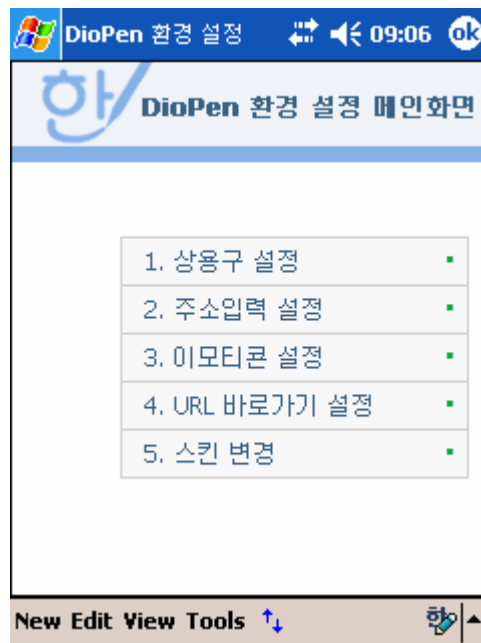 DioPen 환경 설정 09:06 ok
한 DioPen 환경 설정 메인화면
1. 상용구 설정
2. 주소입력 설정
3. 이모티콘 설정
4. URL 바로가기 설정
5. 스킨 변경
New Edit View Tools 한